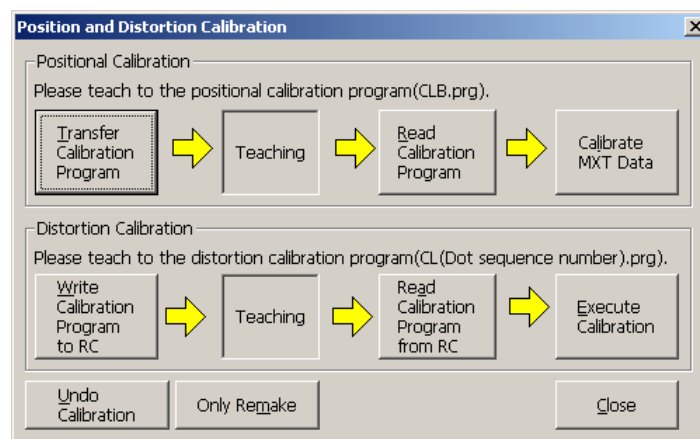 Position and Distortion Calibration
Positional Calibration
Please teach to the positional calibration program(CLB.prg).
Transfer
Calibration
Program
Teaching
Read
Calibration
Program
Calibrate
MXT Data
Distortion Calibration
Please teach to the distortion calibration program(CL(Dot sequence number).prg).
Write
Calibration
Program
to RC
Teaching
Read
Calibration
Program
from RC
Execute
Calibration
Undo
Calibration
Only Remake
Close